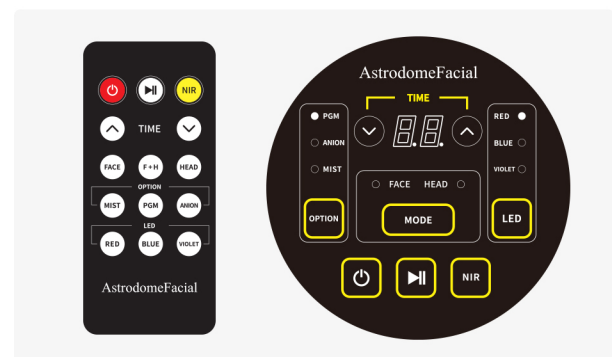 NIR
TIME
FACE F+H HEAD
OPTION
MIST PGM ANION
LED
RED BLUE VIOLET
AstrodomeFacial
AstrodomeFacial
TIME
PGM
ANION
MIST
OPTION
88
FACE HEAD
MODE
RED
BLUE
VIOLET
LED
NIR